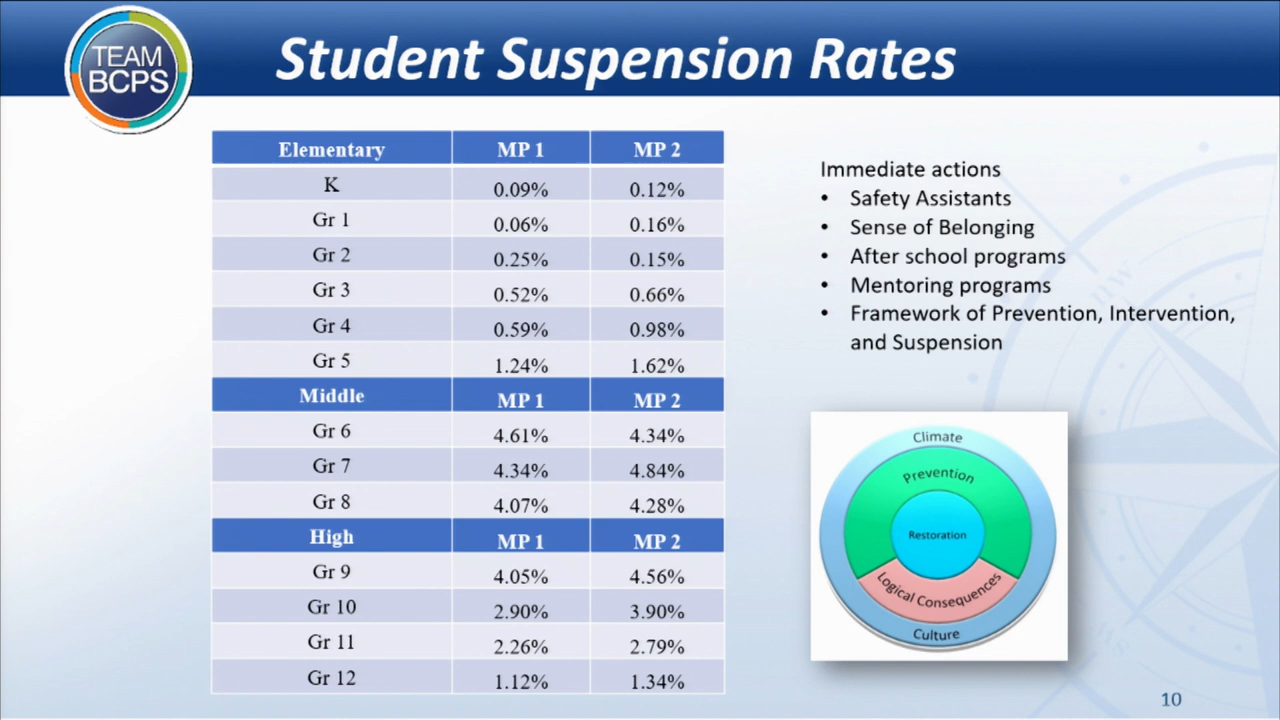 TEAM
BCPS
Student Suspension Rates
Elementary MP 1 MP 2
K 0.09% 0.12%
Gr 1 0.06% 0.16%
Gr 2 0.25% 0.15%
Gr 3 0.52% 0.66%
Gr 4 0.59% 0.98%
Gr 5 1.24% 1.62%
Middle MP 1 MP 2
Gr 6 4.61% 4.34%
Gr 7 4.34% 4.84%
Gr 8 4.07% 4.28%
High MP 1 MP 2
Gr 9 4.05% 4.56%
Gr 10 2.90% 3.90%
Gr 11 2.26% 2.79%
Gr 12 1.12% 1.34%
Immediate actions
• Safety Assistants
• Sense of Belonging
• After school programs
• Mentoring programs
• Framework of Prevention, Intervention,
and Suspension
Climate
Prevention
Restoration
Logical Consequences
Culture
10